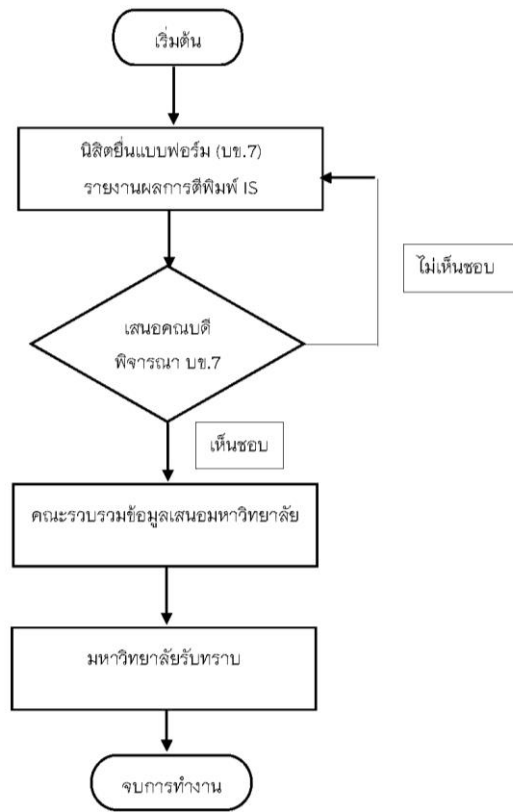 เริ่มต้น
นิสิตยื่นแบบฟอร์ม (บข.7)
รายงานผลการตีพิมพ์ IS
ไม่เห็นชอบ
เสนอคณบดี
พิจารณา บข.7
เห็นชอบ
คณะรวบรวมข้อมูลเสนอมหาวิทยาลัย
มหาวิทยาลัยรับทราบ
จบการทำงาน